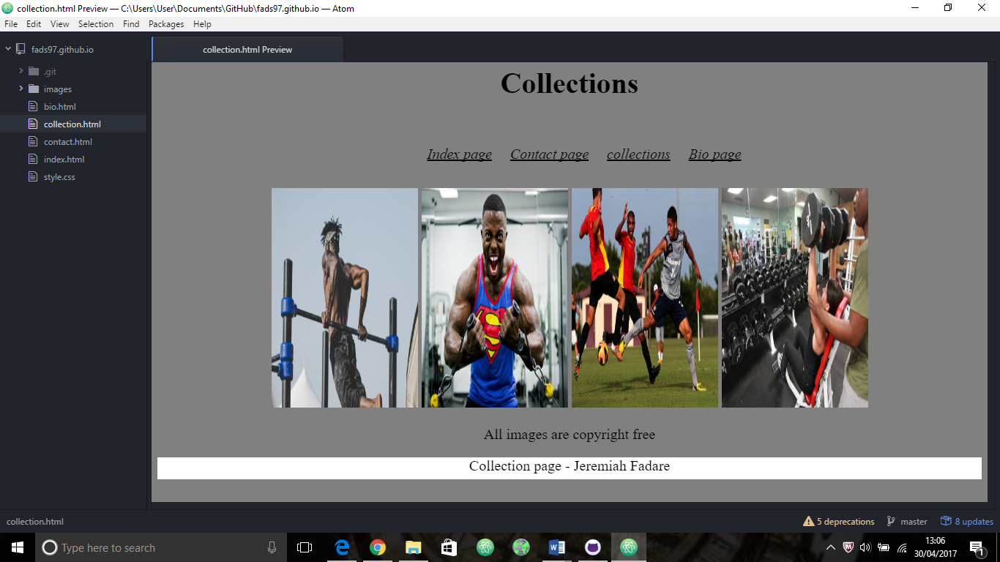 collection.html Preview — C:\Users\User\Documents\GitHub\fads97.github.io — Atom
File Edit View Selection Find Packages Help
fads97.github.io
collection.html Preview
.git
images
bio.html
collection.html
contact.html
index.html
style.css
Collections
Index page Contact page collections Bio page
All images are copyright free
Collection page - Jeremiah Fadare
collection.html
5 deprecations master 8 updates
Type here to search
13:06
30/04/2017
1